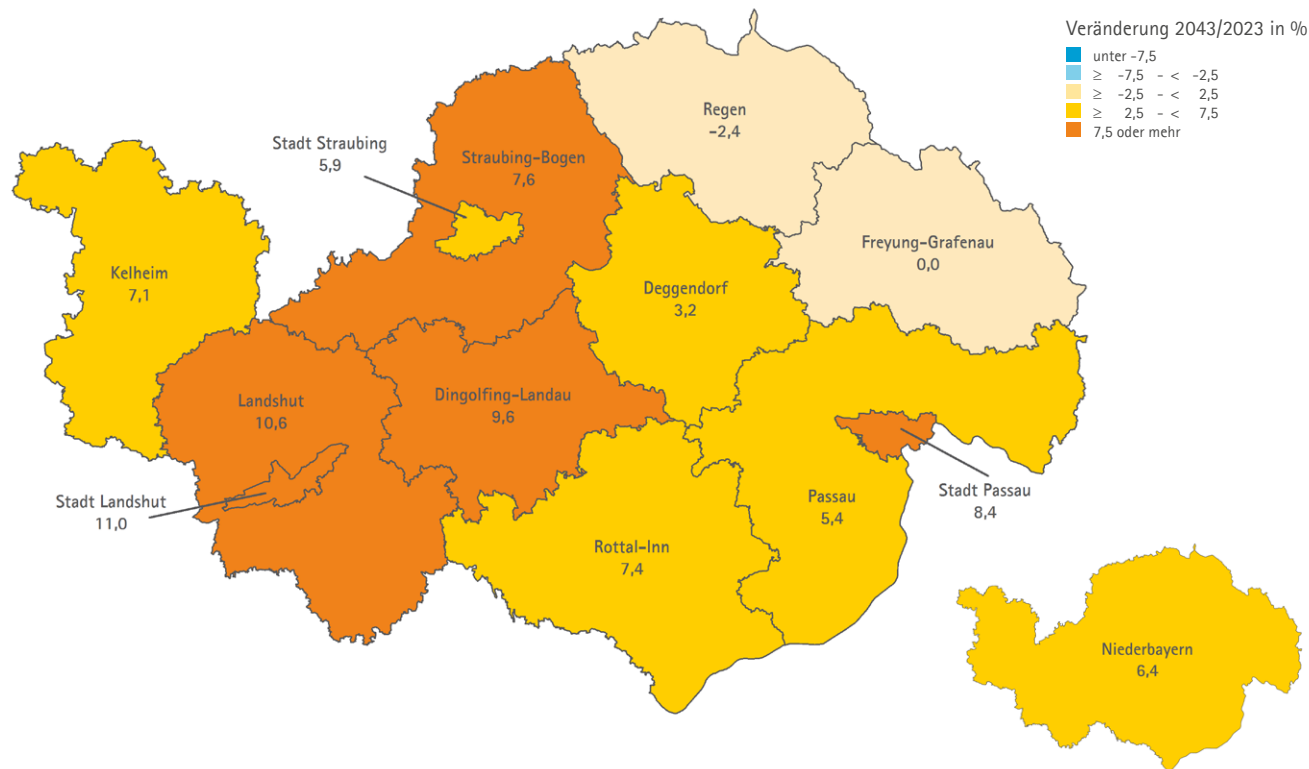 Veränderung 2043/2023 in %
unter -7,5
≥ -7,5 - < -2,5
≥ -2,5 - < 2,5
≥ 2,5 - < 7,5
7,5 oder mehr
Regen
-2,4
Stadt Straubing
5,9
Straubing-Bogen
7,6
Freyung-Grafenau
0,0
Kelheim
7,1
Deggendorf
3,2
Landshut
10,6
Dingolfing-Landau
9,6
Stadt Landshut
11,0
Passau
5,4
Stadt Passau
8,4
Rottal-Inn
7,4
Niederbayern
6,4